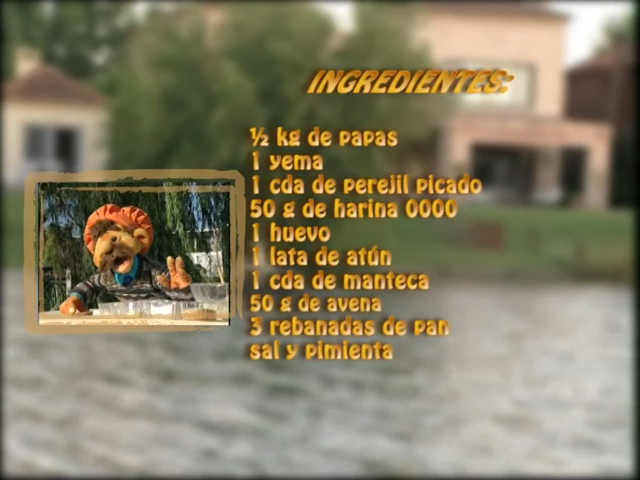 INGREDIENTES:
½ kg de papas
1 yema
1 cda de perejil picado
50 g de harina 0000
1 huevo
1 lata de atún
1 cda de manteca
50 g de avena
3 rebanadas de pan
sal y pimienta